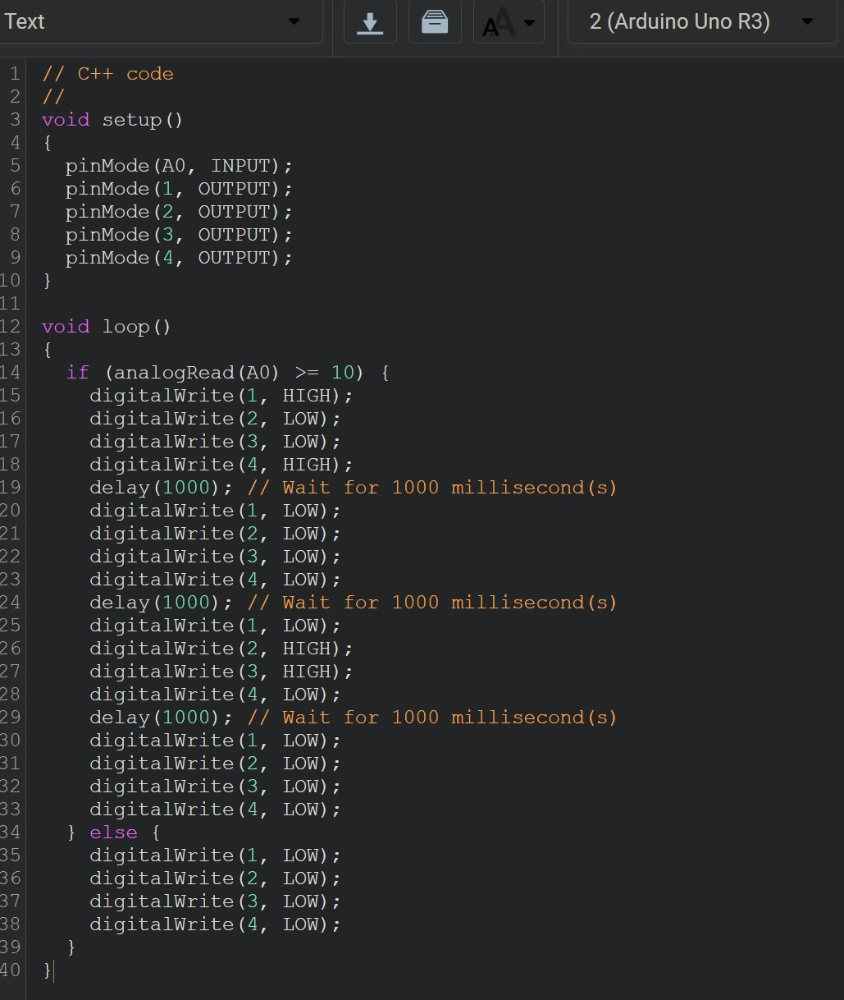 Text
2 (Arduino Uno R3)
1 // C++ code
2 //
3 void setup()
4 {
5   pinMode(A0, INPUT);
6   pinMode(1, OUTPUT);
7   pinMode(2, OUTPUT);
8   pinMode(3, OUTPUT);
9   pinMode(4, OUTPUT);
10 }
11
12 void loop()
13 {
14   if (analogRead(A0) >= 10) {
15     digitalWrite(1, HIGH);
16     digitalWrite(2, LOW);
17     digitalWrite(3, LOW);
18     digitalWrite(4, HIGH);
19     delay(1000); // Wait for 1000 millisecond(s)
20     digitalWrite(1, LOW);
21     digitalWrite(2, LOW);
22     digitalWrite(3, LOW);
23     digitalWrite(4, LOW);
24     delay(1000); // Wait for 1000 millisecond(s)
25     digitalWrite(1, LOW);
26     digitalWrite(2, HIGH);
27     digitalWrite(3, HIGH);
28     digitalWrite(4, LOW);
29     delay(1000); // Wait for 1000 millisecond(s)
30     digitalWrite(1, LOW);
31     digitalWrite(2, LOW);
32     digitalWrite(3, LOW);
33     digitalWrite(4, LOW);
34   } else {
35     digitalWrite(1, LOW);
36     digitalWrite(2, LOW);
37     digitalWrite(3, LOW);
38     digitalWrite(4, LOW);
39   }
40 }